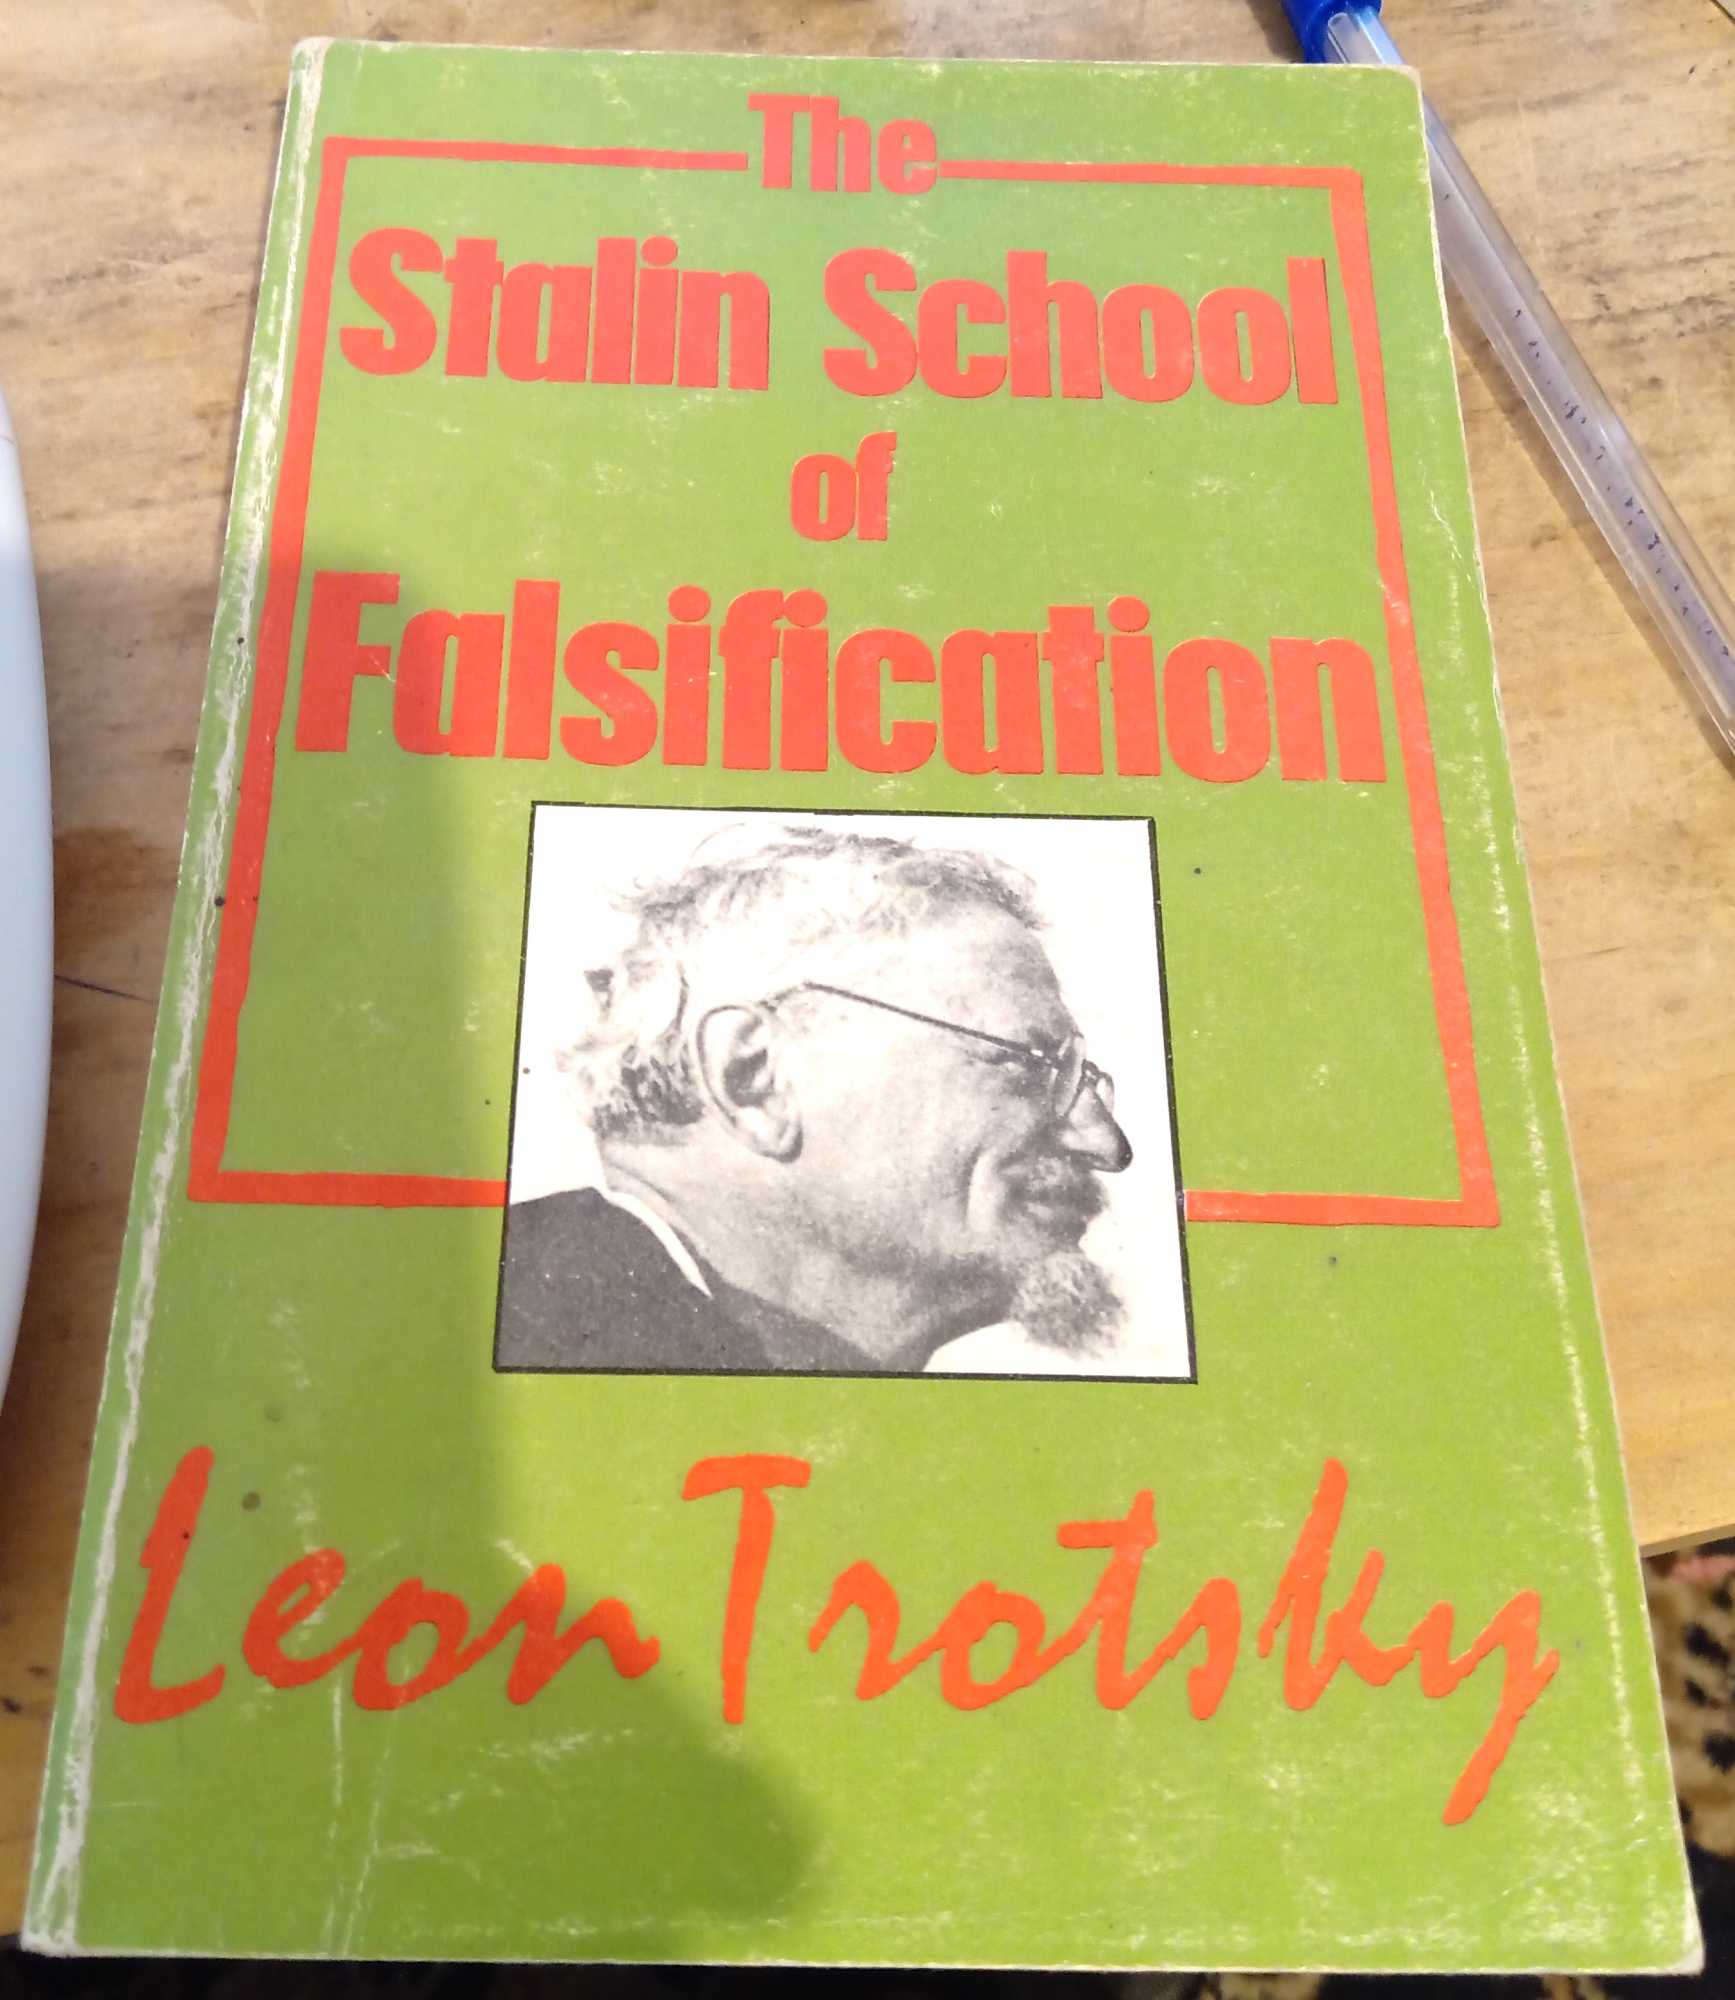 The
Stalin School
of
Falsification
Leon Trotsky